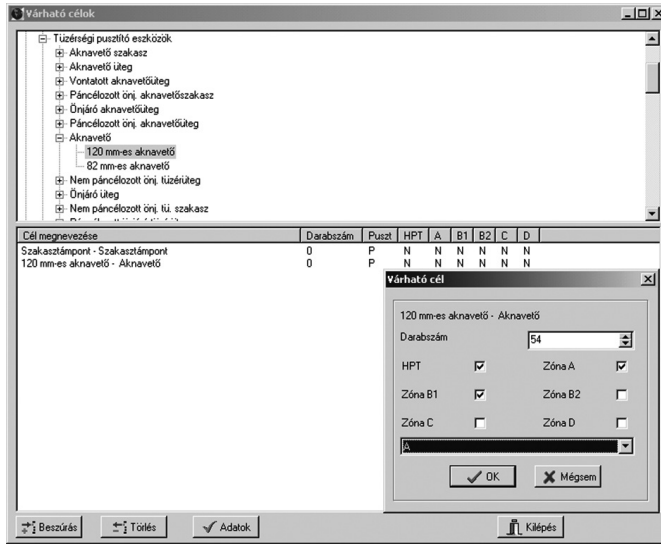 Várható célok
Tüzérségi pusztító eszközök
Aknavető szakasz
Aknavető üteg
Vontatott aknavetőüteg
Páncélozott önj. aknavetőszakasz
Önjáró aknavetőüteg
Páncélozott önj. aknavetőüteg
Aknavető
120 mm-es aknavető
82 mm-es aknavető
Nem páncélozott önj. tüzérüteg
Önjáró üteg
Nem páncélozott önj. tü. szakasz
Cél megnevezése Darabszám Puszt HPT A B1 B2 C D
Szakasztámpont - Szakasztámpont 0 P N N N N N N
120 mm-es aknavető - Aknavető 0 P N N N N N N
Várható cél
120 mm-es aknavető - Aknavető
Darabszám 54
HPT Zóna A
Zóna B1 Zóna B2
Zóna C Zóna D
A
OK Mégsem
Beszúrás Törlés Adatok Kilépés